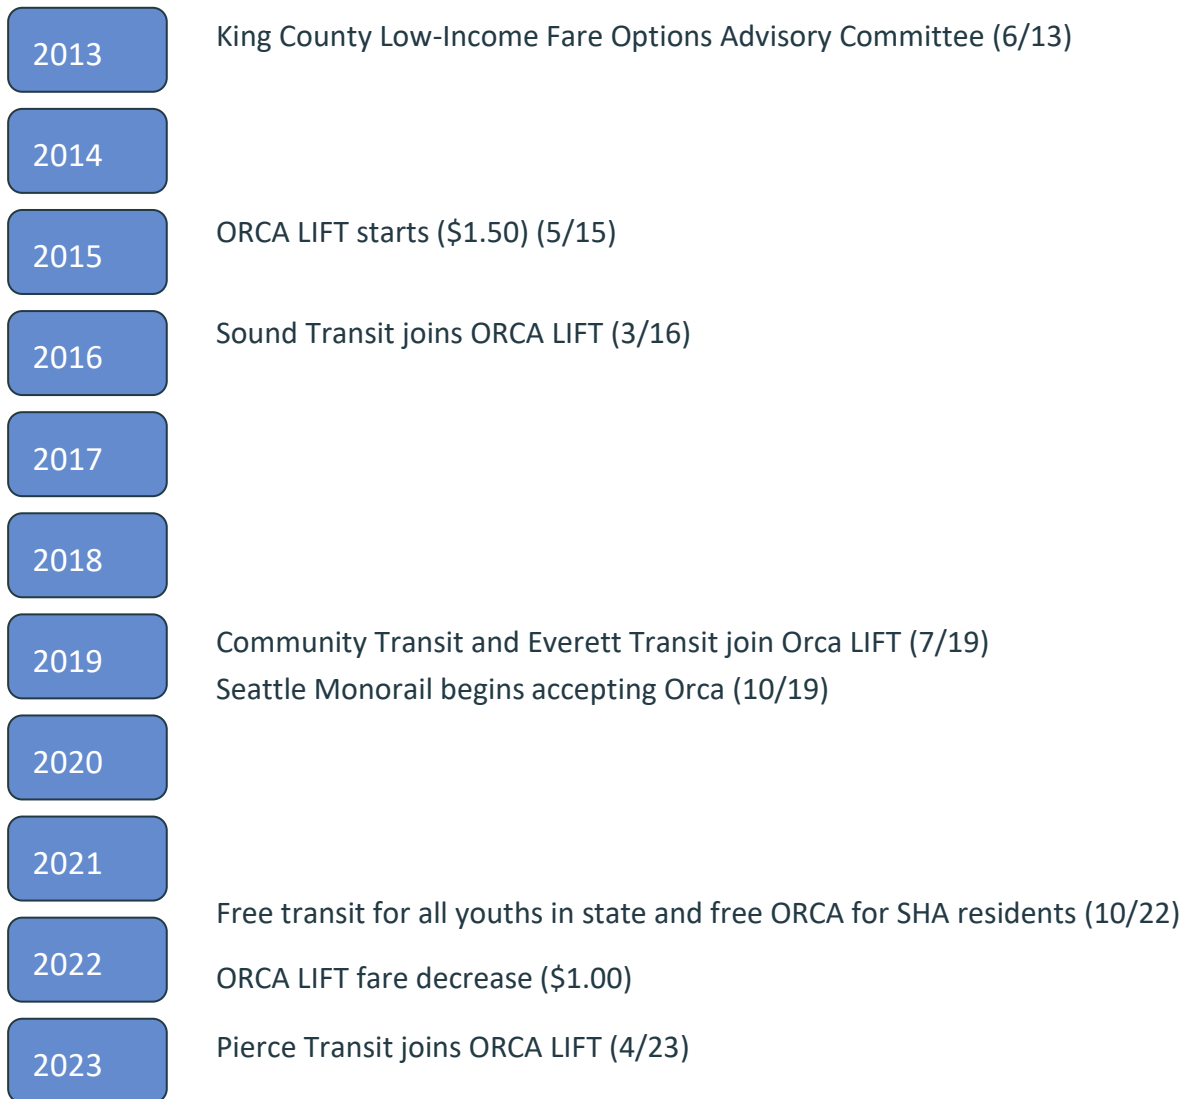 2013
King County Low-Income Fare Options Advisory Committee (6/13)
2014
2015
ORCA LIFT starts ($1.50) (5/15)
2016
Sound Transit joins ORCA LIFT (3/16)
2017
2018
2019
Community Transit and Everett Transit join Orca LIFT (7/19)
Seattle Monorail begins accepting Orca (10/19)
2020
2021
2022
Free transit for all youths in state and free ORCA for SHA residents (10/22)
ORCA LIFT fare decrease ($1.00)
2023
Pierce Transit joins ORCA LIFT (4/23)